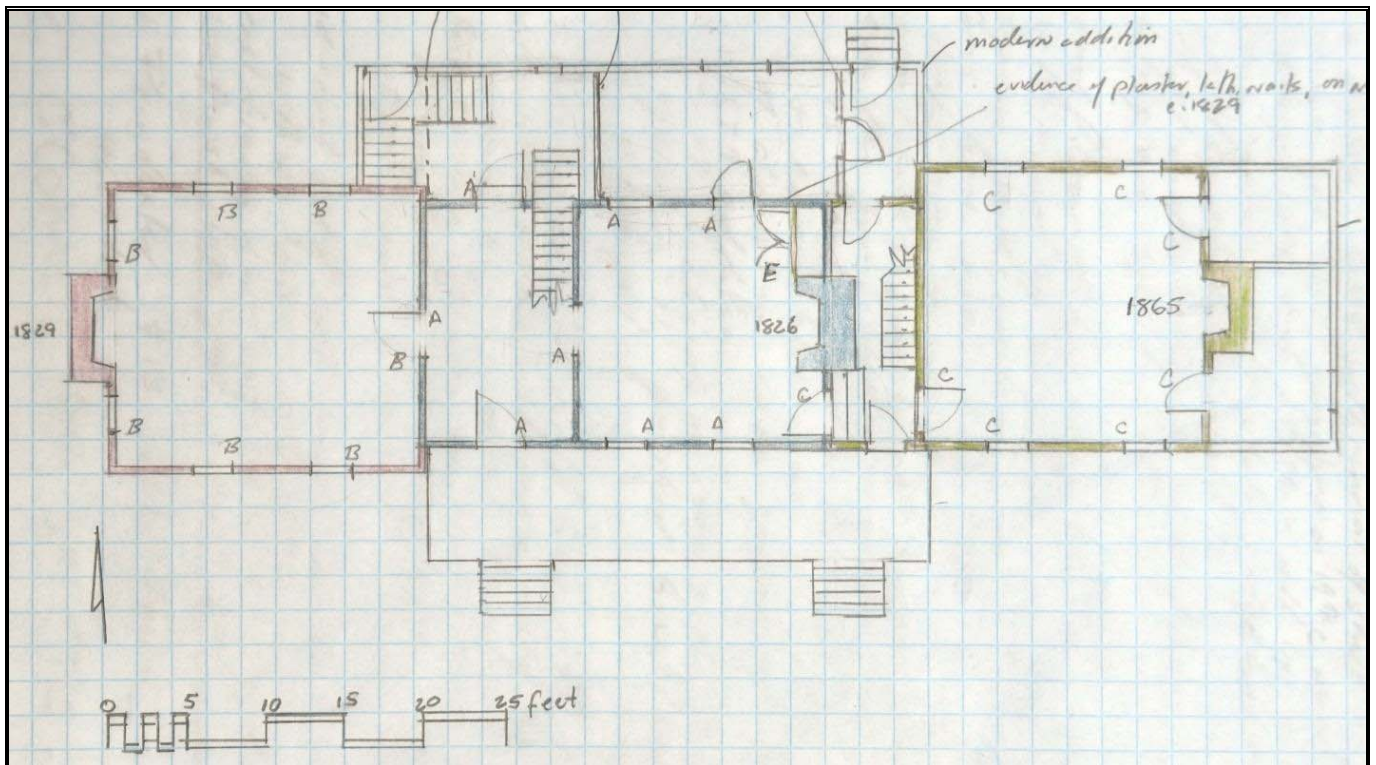 modern addition
evidence of plaster, lath, nails, on N
c. 1829
A
B B
C C
A A
B
C
E
1829
A
1826
1865
B
A
C
C
C
B
A
A A
C C
B B
0 5 10 15 20 25 feet